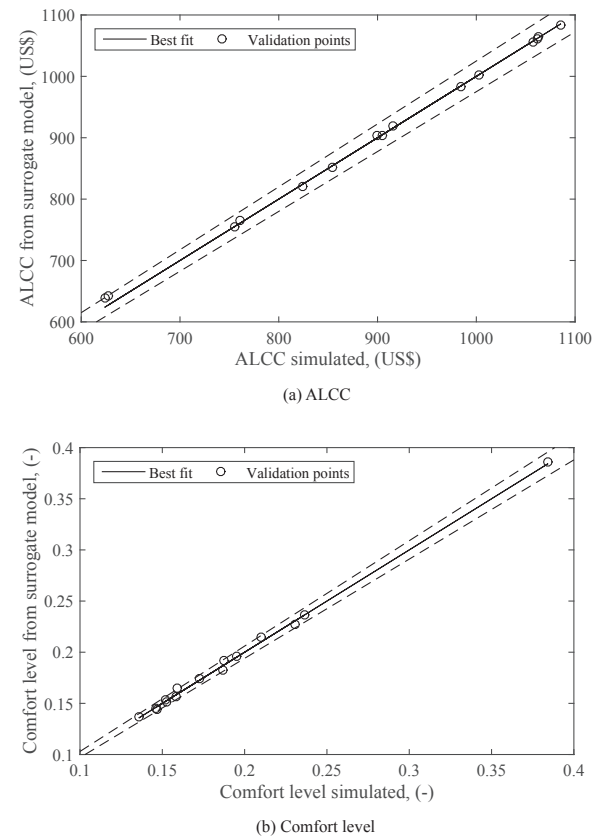 1100
1000
900
800
700
600
ALCC from surrogate model, (US$)
Best fit
Validation points
600 700 800 900 1000 1100
ALCC simulated, (US$)
(a) ALCC
0.4
0.35
0.3
0.25
0.2
0.15
0.1
Comfort level from surrogate model, (-)
Best fit
Validation points
0.1 0.15 0.2 0.25 0.3 0.35 0.4
Comfort level simulated, (-)
(b) Comfort level